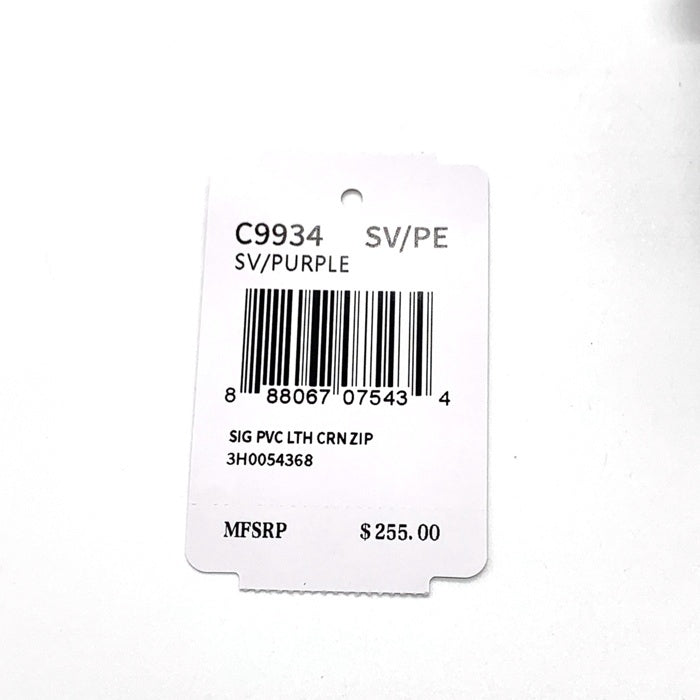 C9934 SV/PE
SV/PURPLE
8 88067 07543 4
SIG PVC LTH CRN ZIP
3H0054368
MFSRP $255.00